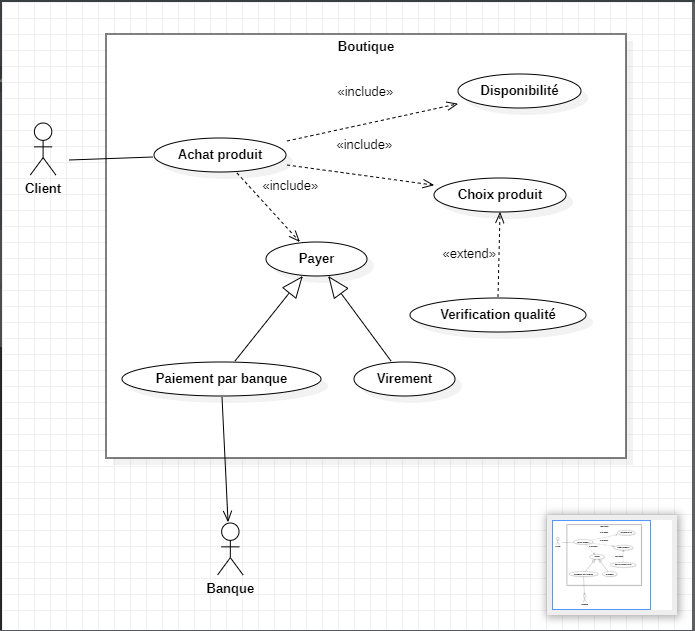 Boutique
«include»
Disponibilité
«include»
Achat produit
Client
«include»
Choix produit
Payer
«extend»
Verification qualité
Paiement par banque
Virement
Banque